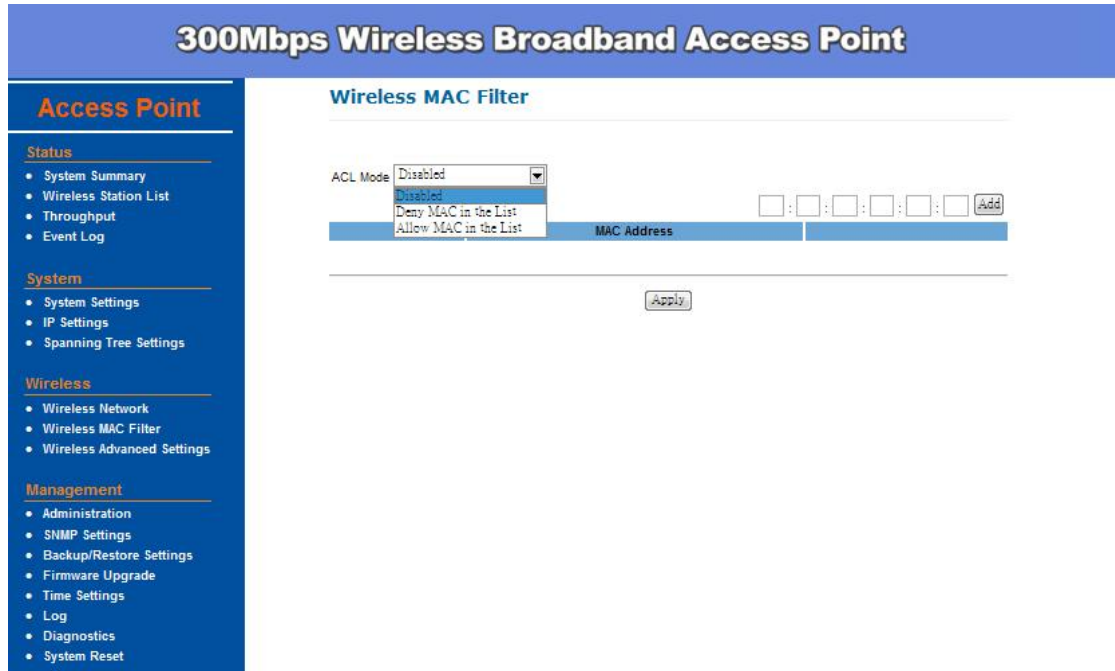 300Mbps Wireless Broadband Access Point
Access Point
Status
System Summary
Wireless Station List
Throughput
Event Log
System
System Settings
IP Settings
Spanning Tree Settings
Wireless
Wireless Network
Wireless MAC Filter
Wireless Advanced Settings
Management
Administration
SNMP Settings
Backup/Restore Settings
Firmware Upgrade
Time Settings
Log
Diagnostics
System Reset
Wireless MAC Filter
ACL Mode Disabled
Disabled
Deny MAC in the List
Allow MAC in the List
: : : : : Add
MAC Address
Apply